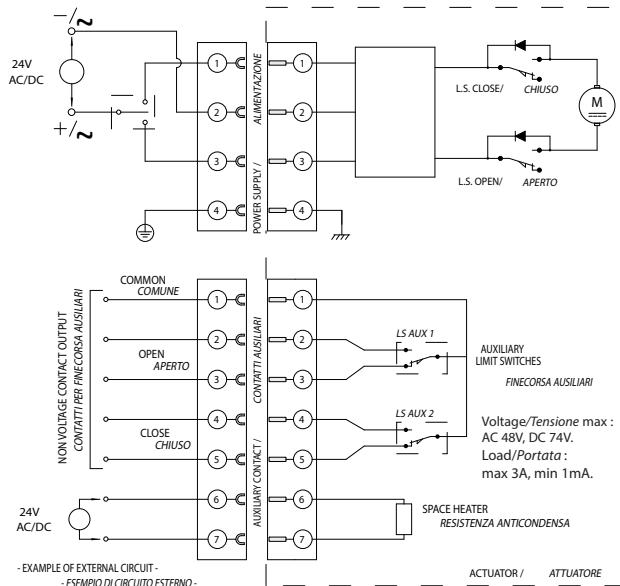 −/~
24V
AC/DC
+/~
1
2
3
4
POWER SUPPLY / ALIMENTAZIONE
1
2
3
4
L.S. CLOSE/ CHIUSO
M
L.S. OPEN/ APERTO
NON VOLTAGE CONTACT OUTPUT
CONTATTI PER FINECORSA AUSILIARI
COMMON
COMUNE
OPEN
APERTO
CLOSE
CHIUSO
24V
AC/DC
1
2
3
4
5
6
7
AUXILIARY CONTACT / CONTATTI AUSILIARI
1
2
3
4
5
6
7
LS AUX 1
LS AUX 2
AUXILIARY
LIMIT SWITCHES
FINECORSA AUSILIARI
Voltage/Tensione max :
AC 48V, DC 74V.
Load/Portata :
max 3A, min 1mA.
SPACE HEATER
RESISTENZA ANTICONDENSA
- EXAMPLE OF EXTERNAL CIRCUIT -
- ESEMPIO DI CIRCUITO ESTERNO -
ACTUATOR / ATTUATORE